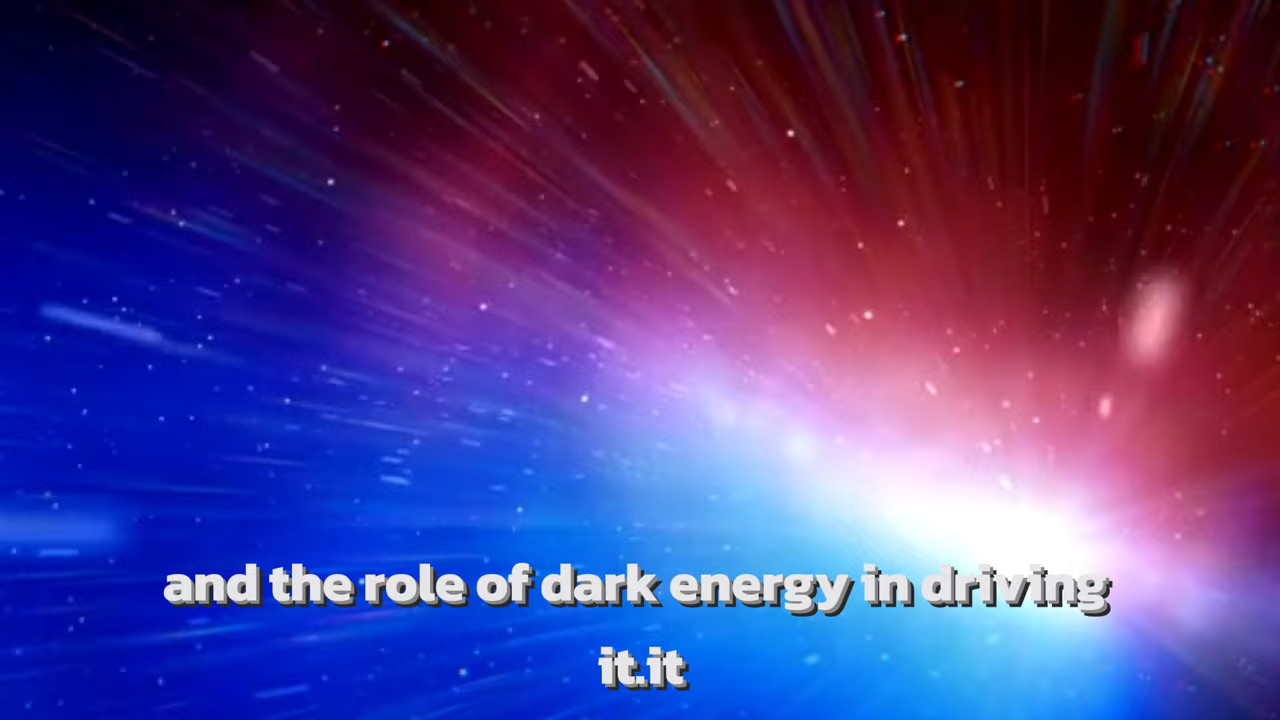 and the role of dark energy in driving
it.it